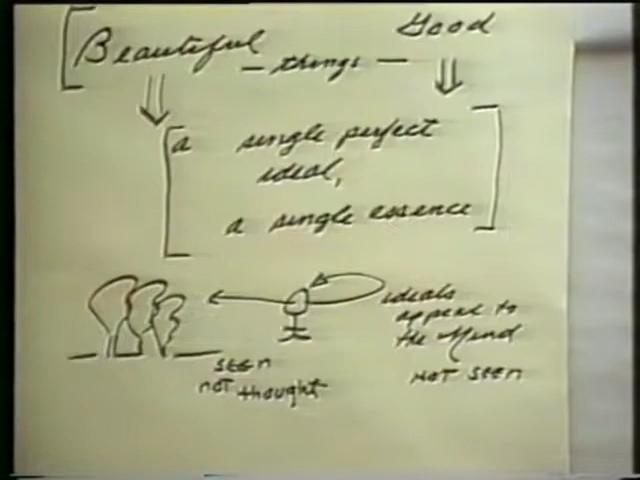 Beautiful — things — Good
a single perfect
ideal,
a single essence
ideals
appeal to
the Mind
NOT SEEN
SEEN
not thought